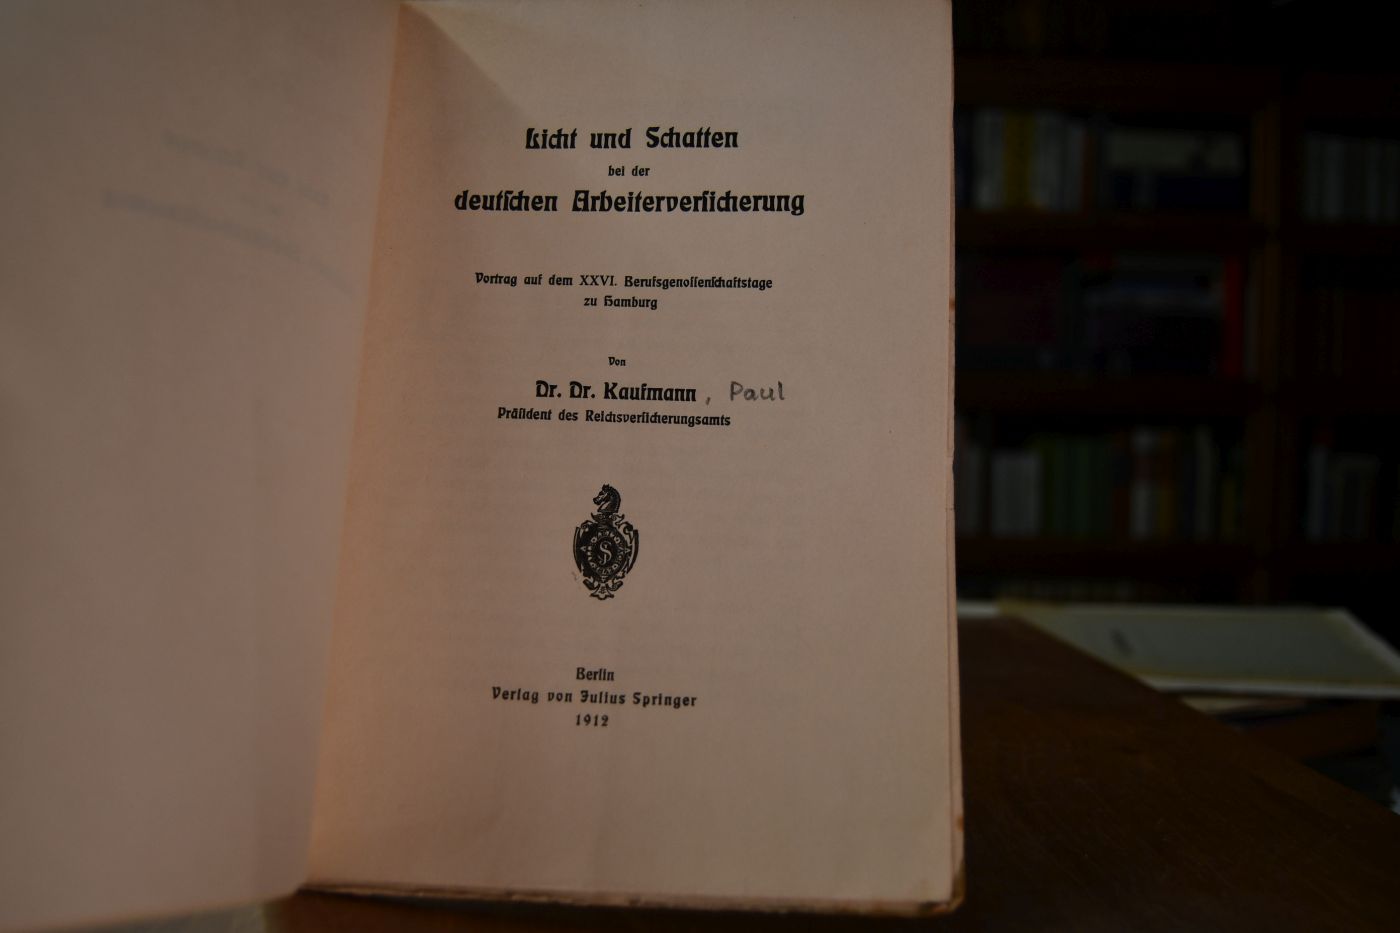 Licht und Schatten
bei der
deutſchen Arbeiterverſicherung
Vortrag auf dem XXVI. Berufsgenoſſenſchaftstage
zu Hamburg
Von
Dr. Dr. Kaufmann, Paul
Präſident des Reichsverſicherungsamts
Berlin
Verlag von Julius Springer
1912